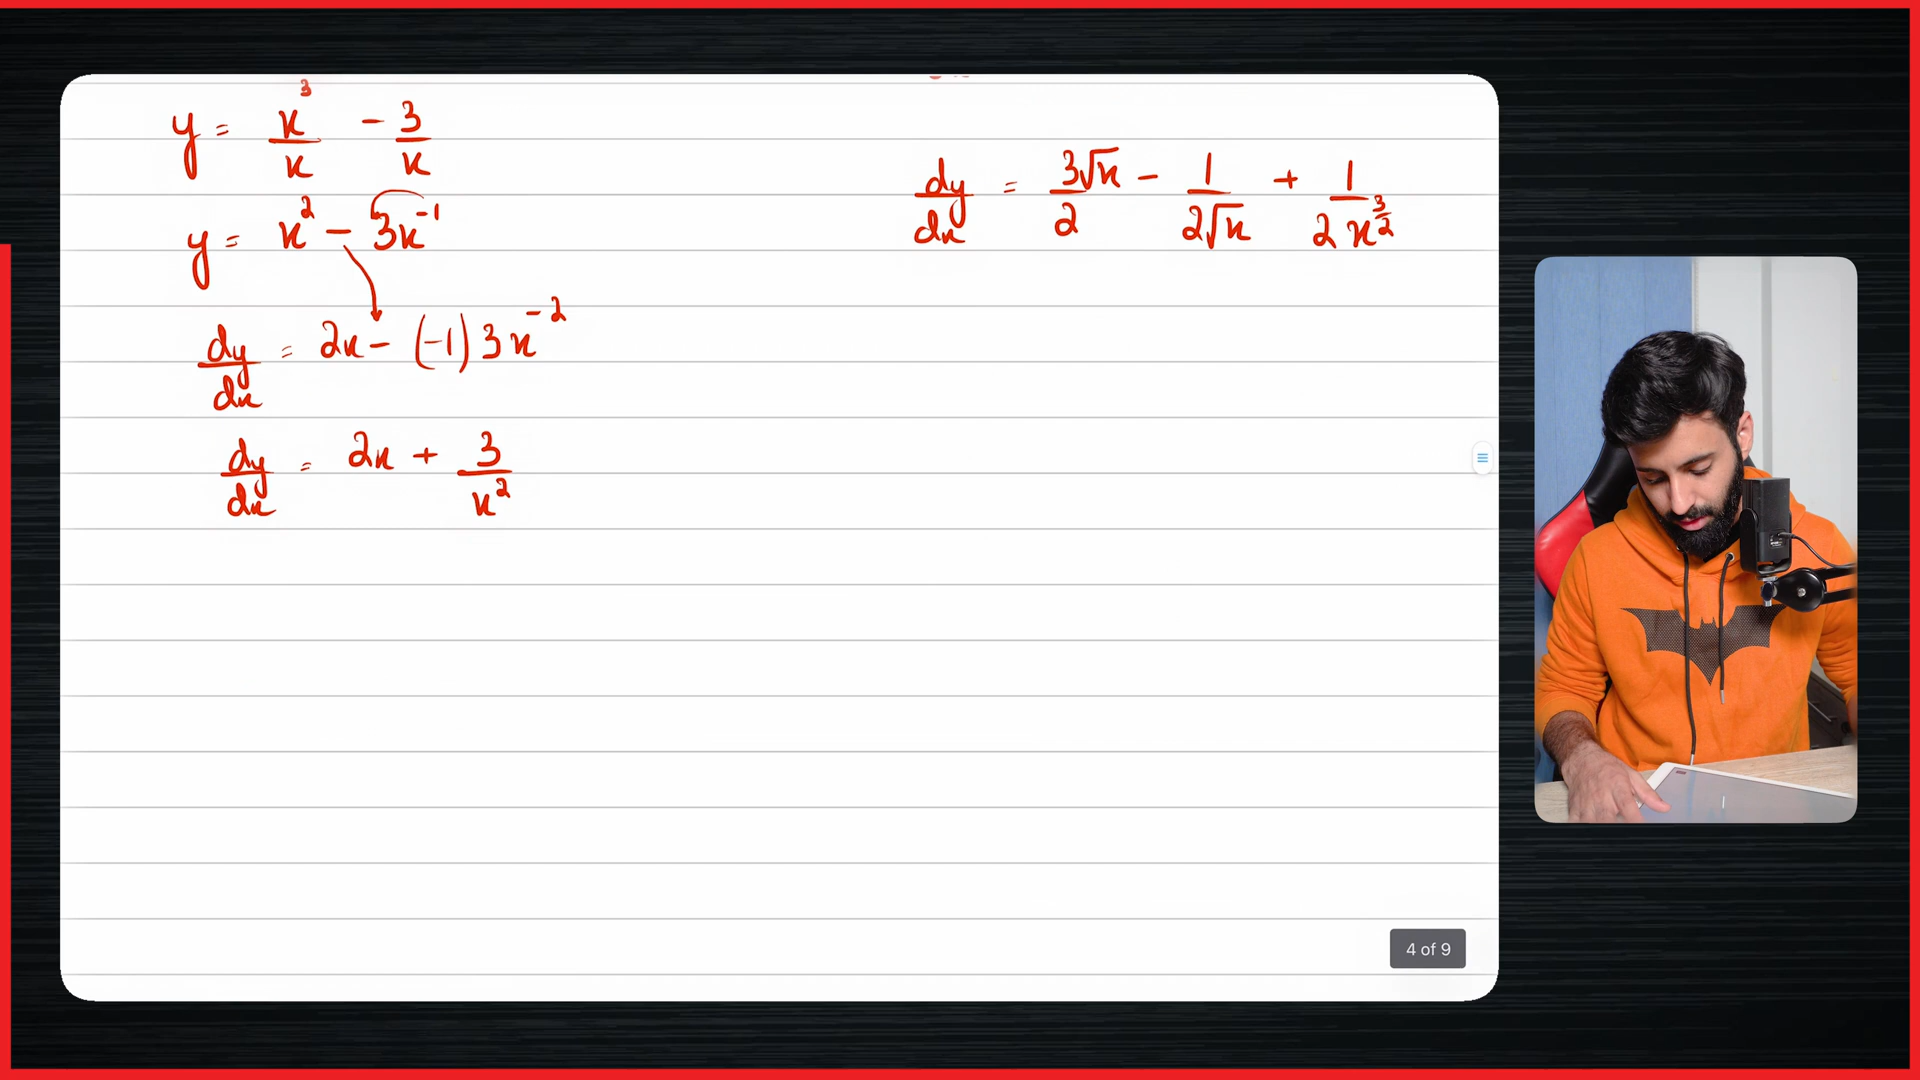 y = x³/x - 3/x
y = x² - 3x⁻¹
dy/dx = 2x - (-1) 3x⁻²
dy/dx = 2x + 3/x²
dy/dx = 3√x/2 - 1/2√x + 1/2x^3/2
4 of 9